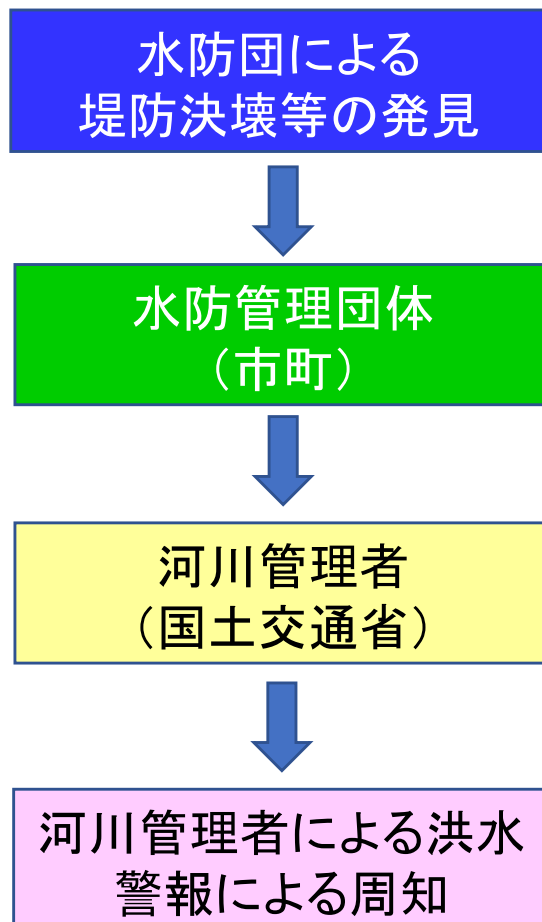 水防団による
堤防決壊等の発見
水防管理団体
（市町）
河川管理者
（国土交通省）
河川管理者による洪水
警報による周知